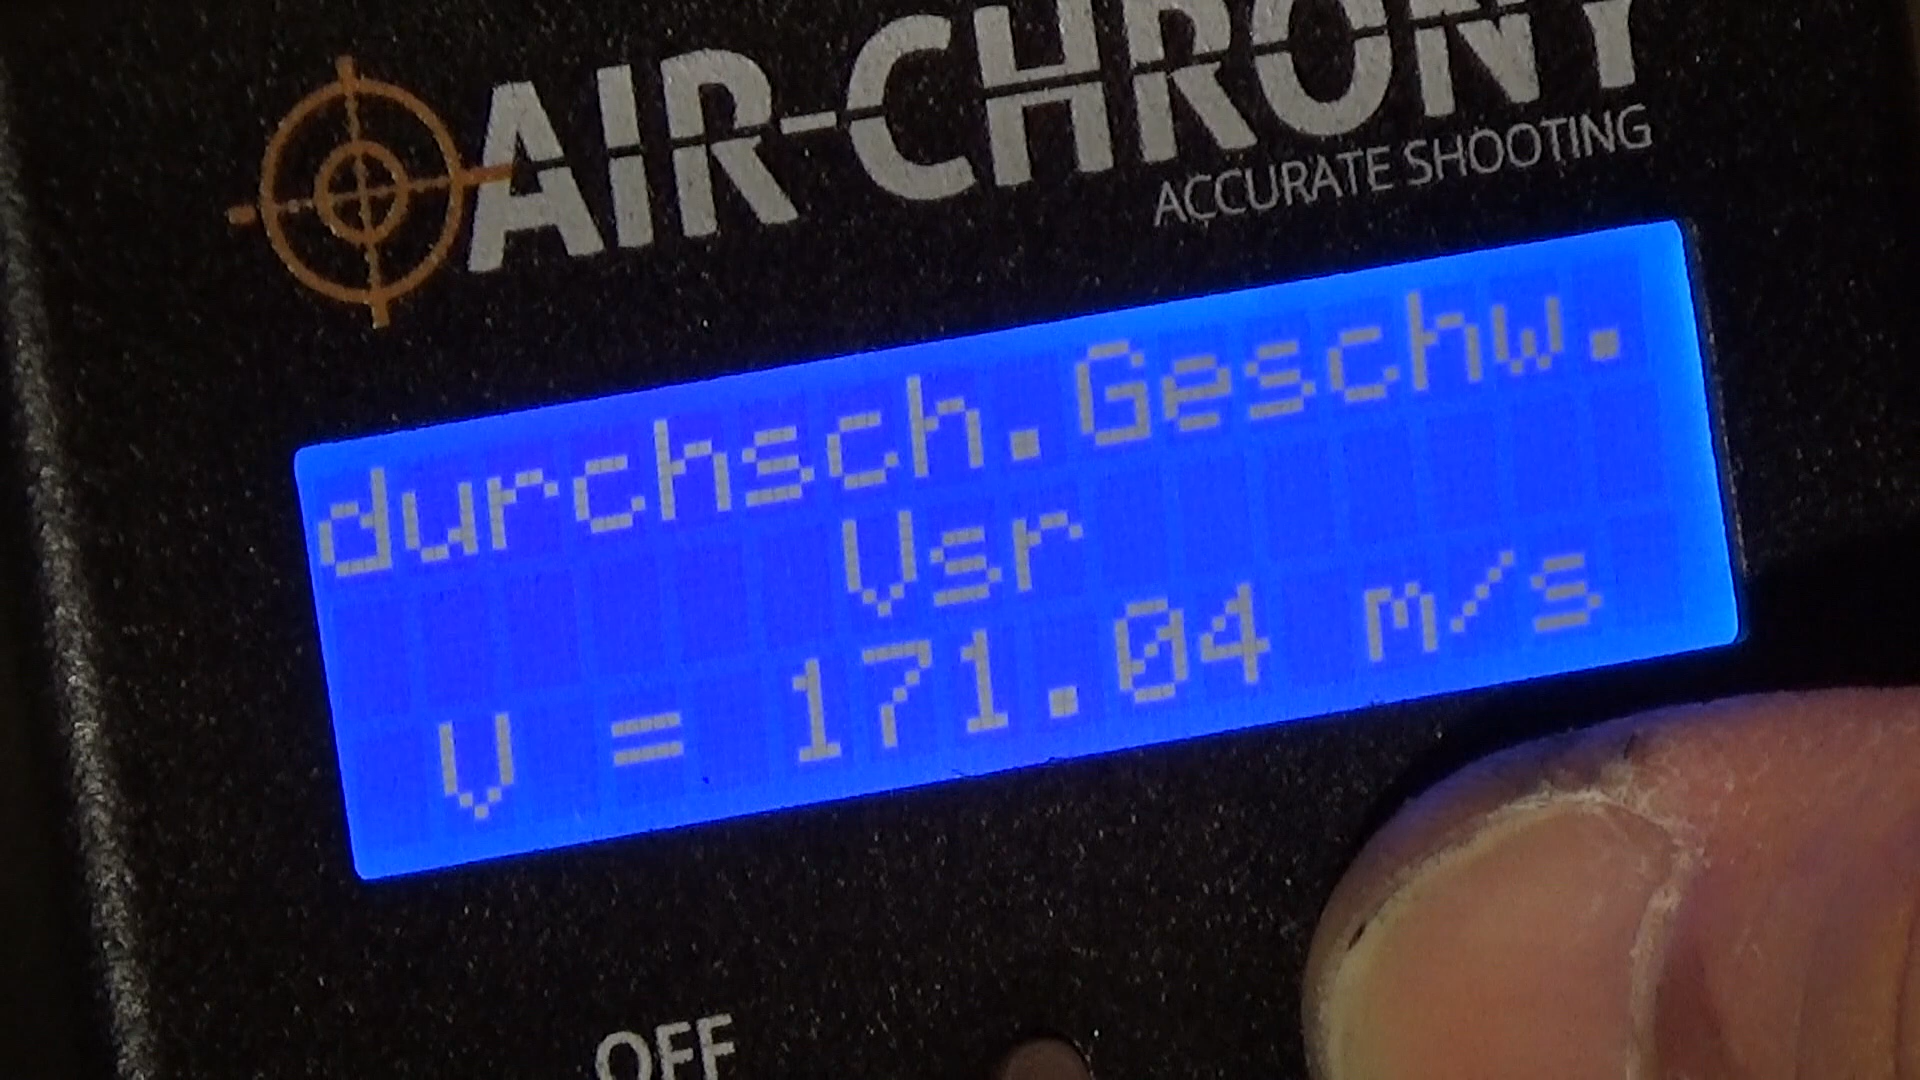 AIR-CHRONY
ACCURATE SHOOTING
durchsch.Geschw.
Vsr
V = 171.04 m/s
OFF